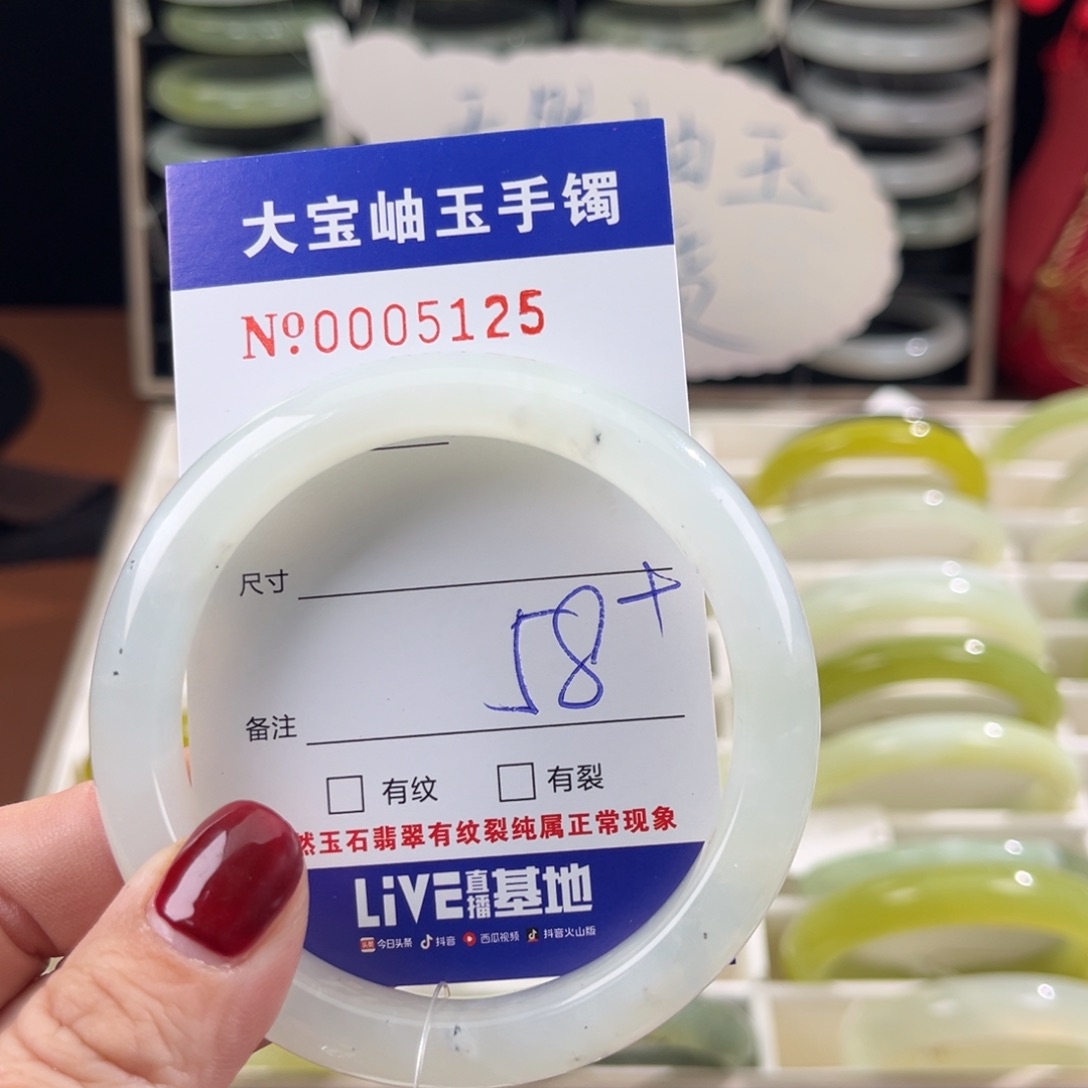 大宝岫玉手镯
№0005125
尺寸
58+
备注
有纹 有裂
然玉石翡翠有纹裂纯属正常现象
LiVE直播基地
头条 今日头条 抖音 西瓜视频 抖音火山版